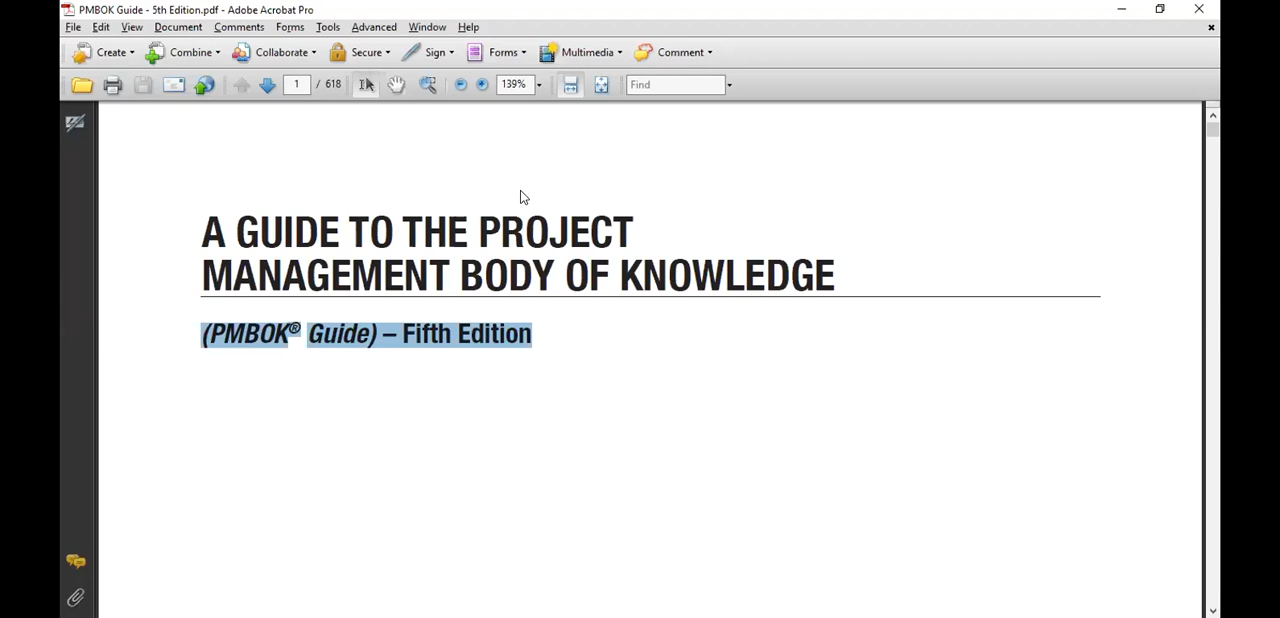 PMBOK Guide - 5th Edition.pdf - Adobe Acrobat Pro
File Edit View Document Comments Forms Tools Advanced Window Help
Create Combine Collaborate Secure Sign Forms Multimedia Comment
1 / 618 139% Find
A GUIDE TO THE PROJECT
MANAGEMENT BODY OF KNOWLEDGE
(PMBOK® Guide) – Fifth Edition